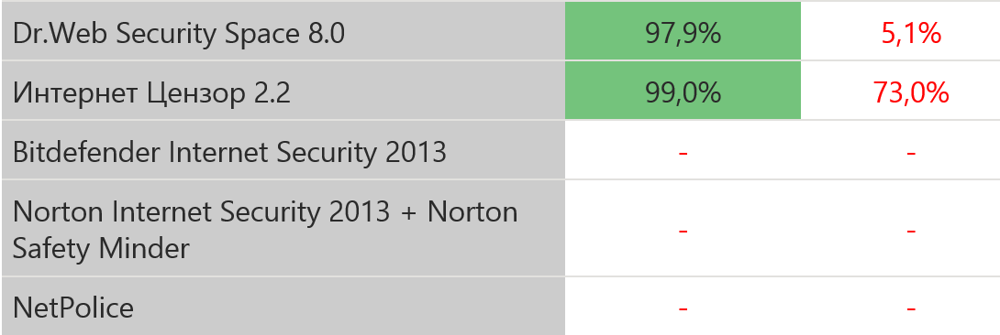 Dr.Web Security Space 8.0 97,9% 5,1%
Интернет Цензор 2.2 99,0% 73,0%
Bitdefender Internet Security 2013 - -
Norton Internet Security 2013 + Norton
Safety Minder - -
NetPolice - -